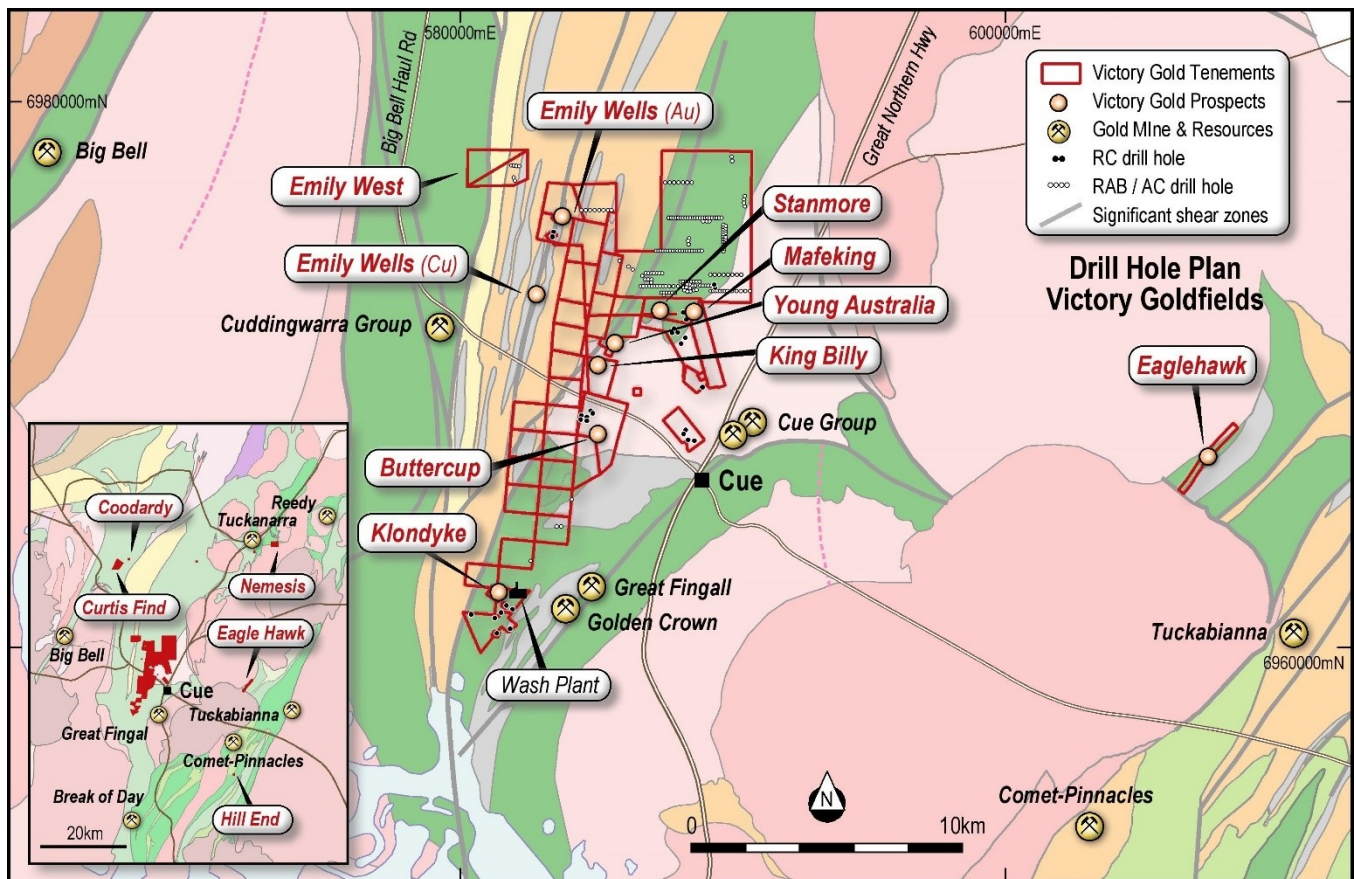 580000mE
600000mE
6980000mN
Big Bell Haul Rd
Great Northern Hwy
Victory Gold Tenements
Victory Gold Prospects
Gold MIne & Resources
RC drill hole
RAB / AC drill hole
Significant shear zones
Drill Hole Plan
Victory Goldfields
Big Bell
Emily Wells (Au)
Emily West
Stanmore
Emily Wells (Cu)
Mafeking
Young Australia
Cuddingwarra Group
King Billy
Eaglehawk
Cue Group
Buttercup
Cue
Klondyke
Great Fingall
Golden Crown
Wash Plant
Tuckabianna
6960000mN
Comet-Pinnacles
N
0
10km
Coodardy
Reedy
Tuckanarra
Nemesis
Curtis Find
Eagle Hawk
Big Bell
Cue
Tuckabianna
Great Fingal
Comet-Pinnacles
Break of Day
Hill End
20km